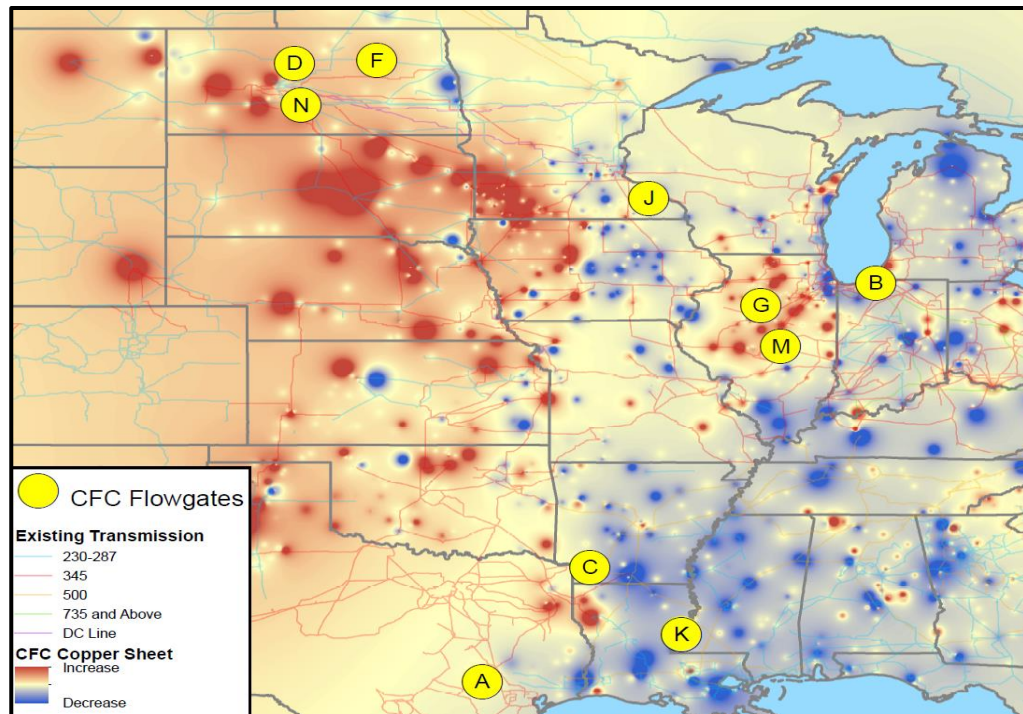 D
F
N
J
B
G
M
C
K
A
CFC Flowgates
Existing Transmission
230-287
345
500
735 and Above
DC Line
CFC Copper Sheet
Increase
Decrease